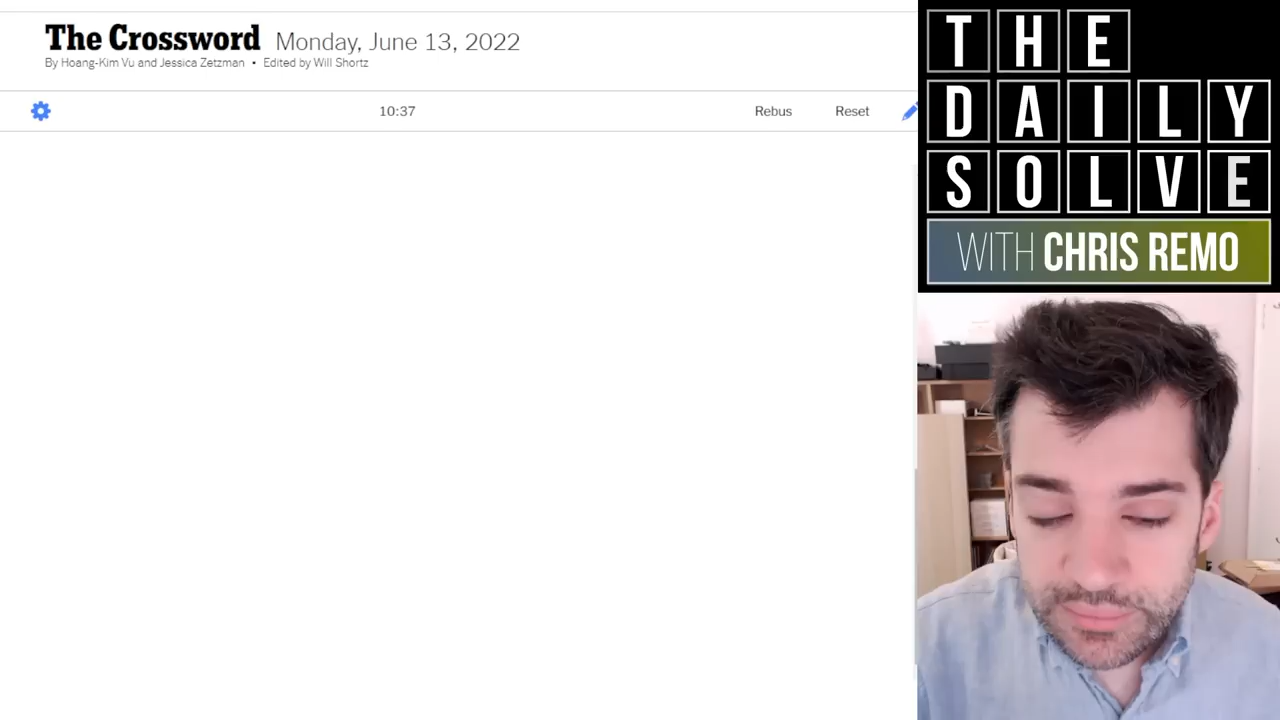 The Crossword Monday, June 13, 2022
By Hoang-Kim Vu and Jessica Zetzman • Edited by Will Shortz
10:37 Rebus Reset
THE
DAILY
SOLVE
WITH CHRIS REMO